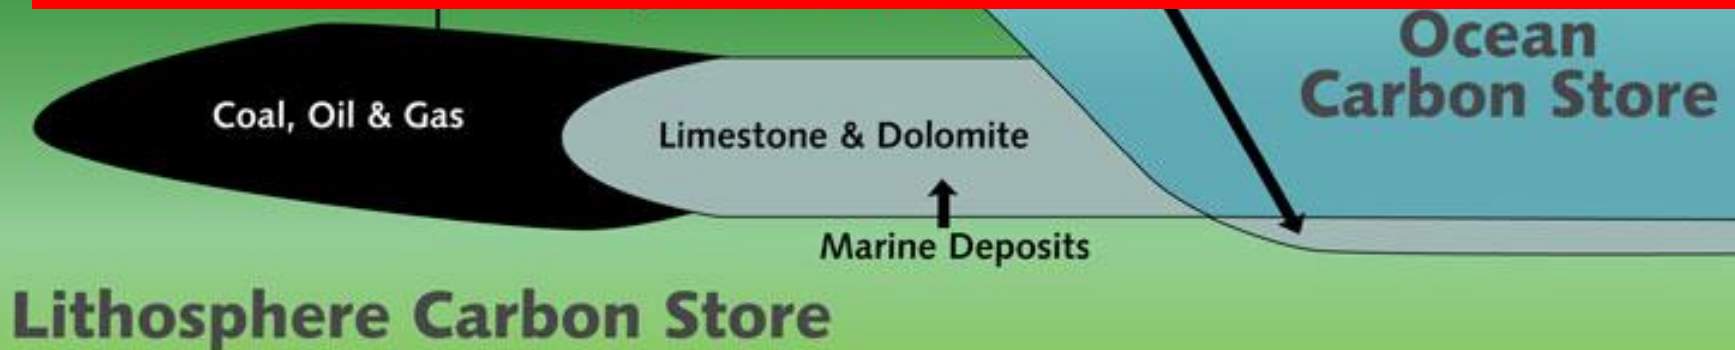 Ocean
Carbon Store
Coal, Oil & Gas
Limestone & Dolomite
Marine Deposits
Lithosphere Carbon Store